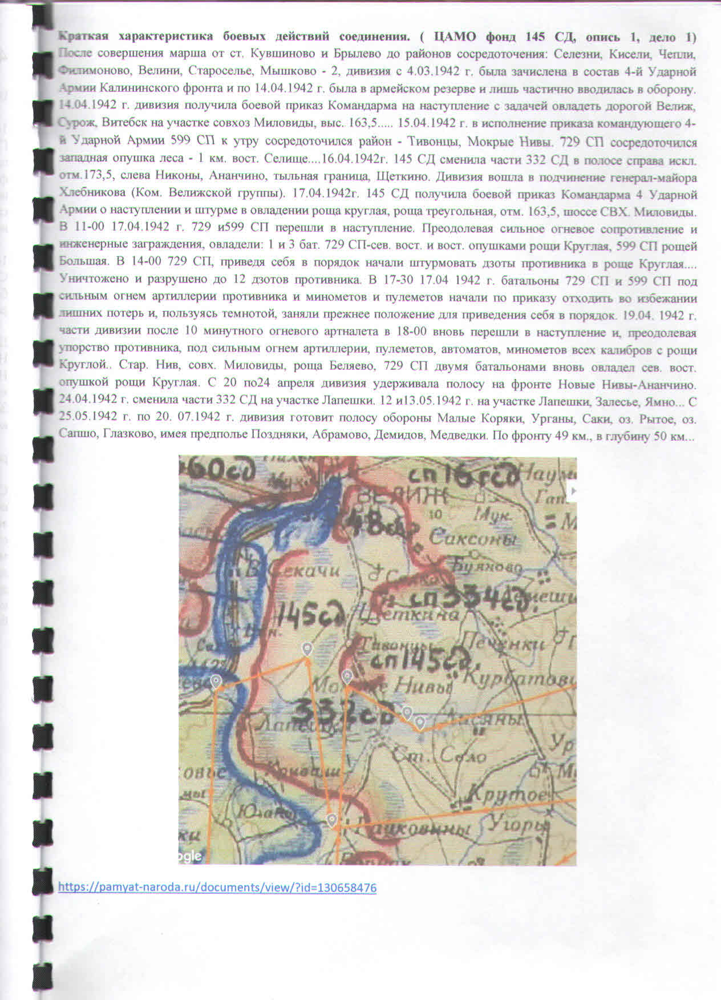 Краткая характеристика боевых действий соединения. ( ЦАМО фонд 145 СД, опись 1, дело 1)
После совершения марша от ст. Кувшиново и Брылево до районов сосредоточения: Селезни, Кисели, Чепли,
Филимоново, Велини, Староселье, Мышково - 2, дивизия с 4.03.1942 г. была зачислена в состав 4-й Ударной
Армии Калининского фронта и по 14.04.1942 г. была в армейском резерве и лишь частично вводилась в оборону.
14.04.1942 г. дивизия получила боевой приказ Командарма на наступление с задачей овладеть дорогой Велиж,
Сурож, Витебск на участке совхоз Миловиды, выс. 163,5..... 15.04.1942 г. в исполнение приказа командующего 4-
й Ударной Армии 599 СП к утру сосредоточился район - Тивонцы, Мокрые Нивы. 729 СП сосредоточился
западная опушка леса - 1 км. вост. Селище....16.04.1942г. 145 СД сменила части 332 СД в полосе справа искл.
отм.173,5, слева Никоны, Ананчино, тыльная граница, Щеткино. Дивизия вошла в подчинение генерал-майора
Хлебникова (Ком. Велижской группы). 17.04.1942г. 145 СД получила боевой приказ Командарма 4 Ударной
Армии о наступлении и штурме в овладении роща круглая, роща треугольная, отм. 163,5, шоссе СВХ. Миловиды.
В 11-00 17.04.1942 г. 729 и599 СП перешли в наступление. Преодолевая сильное огневое сопротивление и
инженерные заграждения, овладели: 1 и 3 бат. 729 СП-сев. вост. и вост. опушками рощи Круглая, 599 СП рощей
Большая. В 14-00 729 СП, приведя себя в порядок начали штурмовать дзоты противника в роще Круглая....
Уничтожено и разрушено до 12 дзотов противника. В 17-30 17.04 1942 г. батальоны 729 СП и 599 СП под
сильным огнем артиллерии противника и минометов и пулеметов начали по приказу отходить во избежании
лишних потерь и, пользуясь темнотой, заняли прежнее положение для приведения себя в порядок. 19.04. 1942 г.
части дивизии после 10 минутного огневого артналета в 18-00 вновь перешли в наступление и, преодолевая
упорство противника, под сильным огнем артиллерии, пулеметов, автоматов, минометов всех калибров с рощи
Круглой.. Стар. Нив, совх. Миловиды, роща Беляево, 729 СП двумя батальонами вновь овладел сев. вост.
опушкой рощи Круглая. С 20 по24 апреля дивизия удерживала полосу на фронте Новые Нивы-Ананчино.
24.04.1942 г. сменила части 332 СД на участке Лапешки. 12 и13.05.1942 г. на участке Лапешки, Залесье, Ямно... С
25.05.1942 г. по 20. 07.1942 г. дивизия готовит полосу обороны Малые Коряки, Урганы, Саки, оз. Рытое, оз.
Сапшо, Глазково, имея предполье Поздняки, Абрамово, Демидов, Медведки. По фронту 49 км., в глубину 50 км...
60сд
сп 16гсд
Наум
ВЕЛИЖ
Гап.
10
Мук.
48сд
Саксоны
Буяково
Секачи
сп 334сд.
145сд
Щеткина
Тивонцы
Печенки
сп 145сд.
Курбатов
Нивы
332сд
Касяны
Ст. Село
Ур
Кривали
овье
Крутое
Гауковины
Угоры
ки
ogle
https://pamyat-naroda.ru/documents/view/?id=130658476